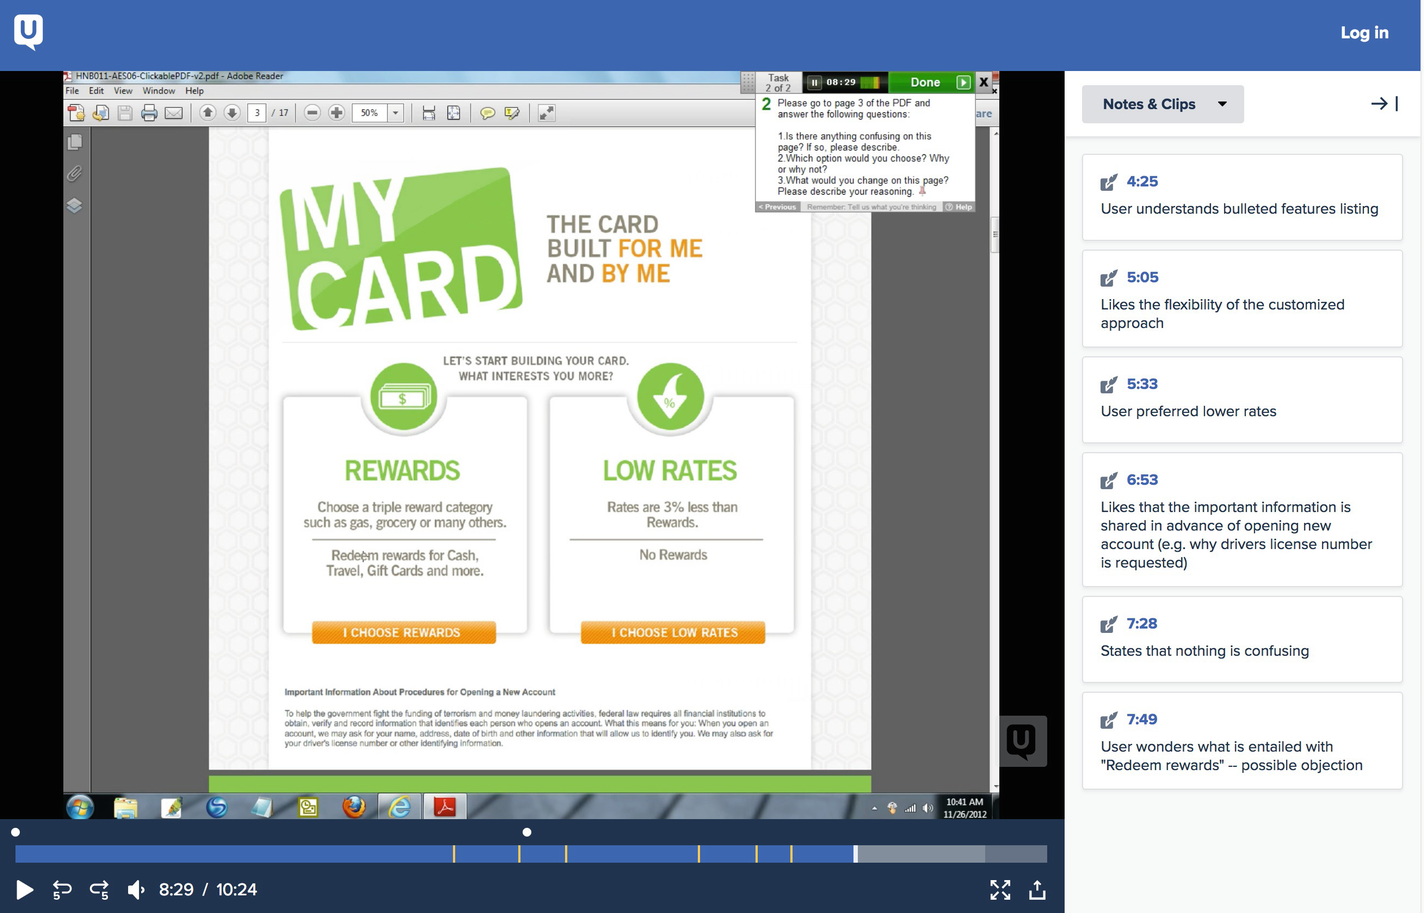 U
Log in
HNB011-AES06-ClickablePDF-v2.pdf - Adobe Reader
File Edit View Window Help
3 / 17
50%
Task
2 of 2
08:29
Done
X
2 Please go to page 3 of the PDF and
answer the following questions:
1.Is there anything confusing on this
page? If so, please describe.
2.Which option would you choose? Why
or why not?
3.What would you change on this page?
Please describe your reasoning.
< Previous Remember: Tell us what you're thinking Help
are
MY
CARD
THE CARD
BUILT FOR ME
AND BY ME
LET'S START BUILDING YOUR CARD.
WHAT INTERESTS YOU MORE?
$
%
REWARDS
Choose a triple reward category
such as gas, grocery or many others.
Redeem rewards for Cash,
Travel, Gift Cards and more.
I CHOOSE REWARDS
LOW RATES
Rates are 3% less than
Rewards.
No Rewards
I CHOOSE LOW RATES
Important Information About Procedures for Opening a New Account
To help the government fight the funding of terrorism and money laundering activities, federal law requires all financial institutions to
obtain, verify and record information that identifies each person who opens an account. What this means for you: When you open an
account, we may ask for your name, address, date of birth and other information that will allow us to identify you. We may also ask for
your driver's license number or other identifying information.
U
10:41 AM
11/26/2012
5 5 8:29 / 10:24
Notes & Clips
4:25
User understands bulleted features listing
5:05
Likes the flexibility of the customized
approach
5:33
User preferred lower rates
6:53
Likes that the important information is
shared in advance of opening new
account (e.g. why drivers license number
is requested)
7:28
States that nothing is confusing
7:49
User wonders what is entailed with
"Redeem rewards" -- possible objection